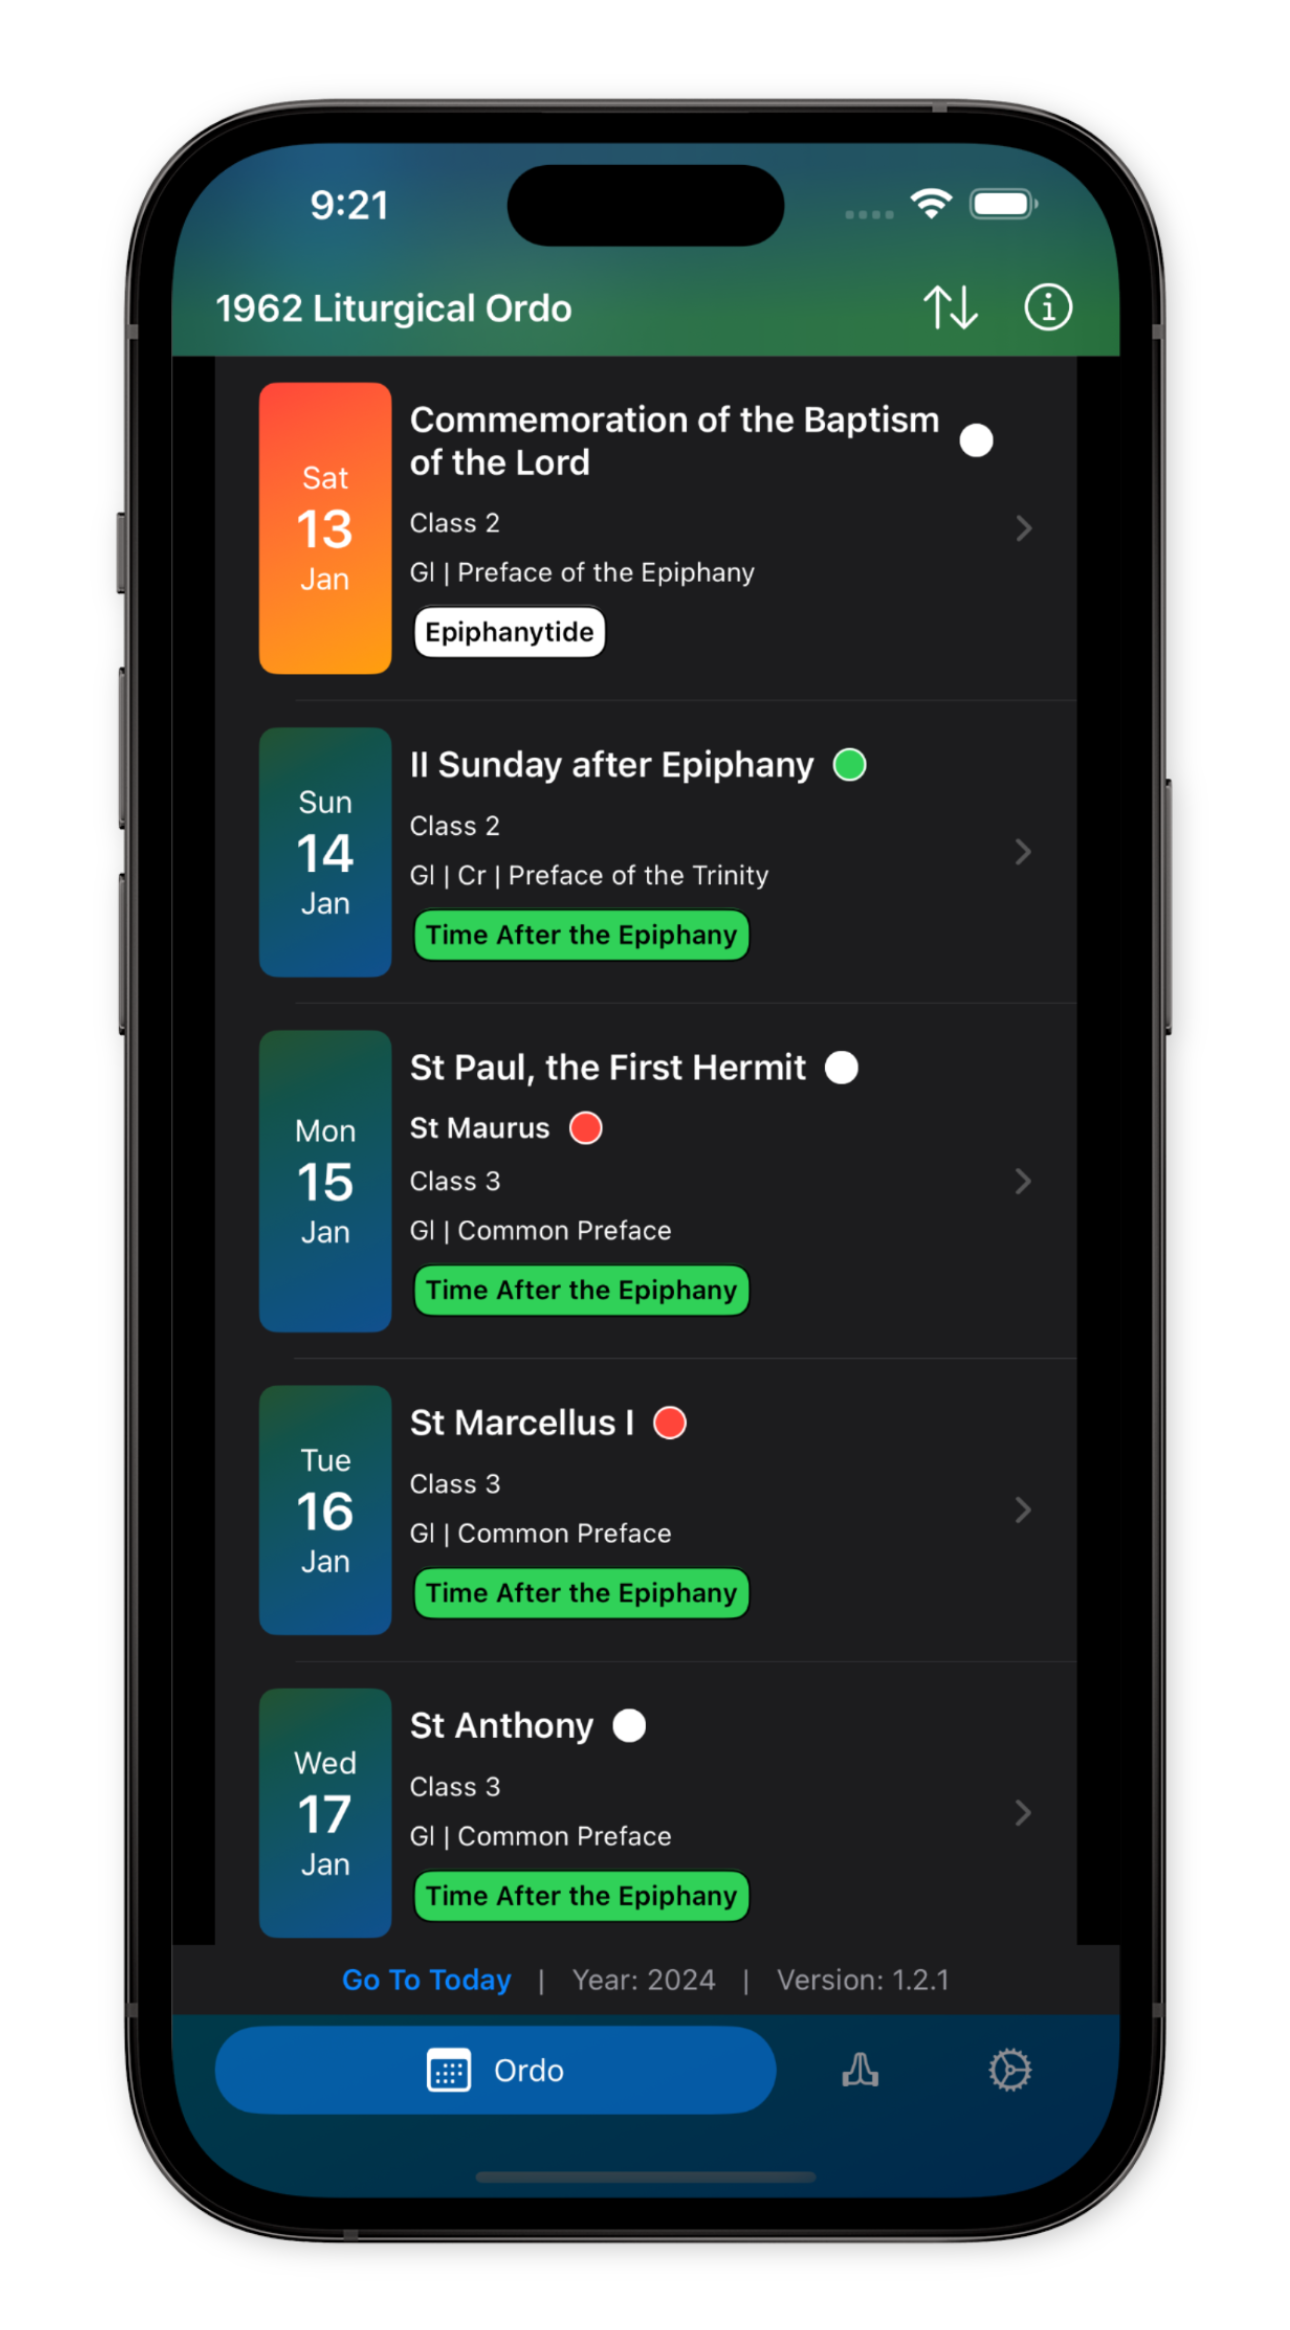 9:21
1962 Liturgical Ordo
Sat
13
Jan
Commemoration of the Baptism
of the Lord
Class 2
Gl | Preface of the Epiphany
Epiphanytide
Sun
14
Jan
II Sunday after Epiphany
Class 2
Gl | Cr | Preface of the Trinity
Time After the Epiphany
Mon
15
Jan
St Paul, the First Hermit
St Maurus
Class 3
Gl | Common Preface
Time After the Epiphany
Tue
16
Jan
St Marcellus I
Class 3
Gl | Common Preface
Time After the Epiphany
Wed
17
Jan
St Anthony
Class 3
Gl | Common Preface
Time After the Epiphany
Go To Today | Year: 2024 | Version: 1.2.1
Ordo